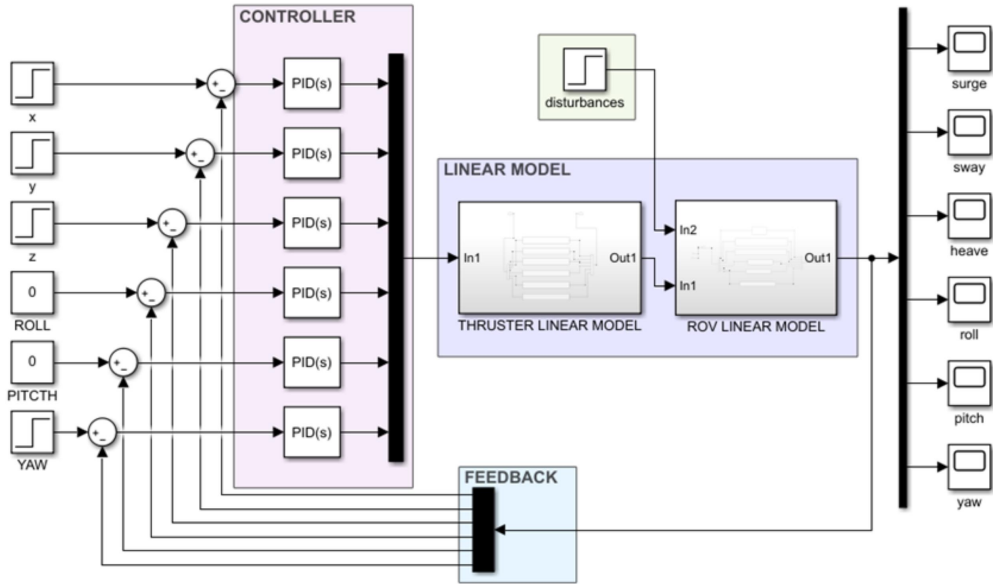 CONTROLLER
x
+_
PID(s)
y
+_
PID(s)
z
+_
PID(s)
0
ROLL
+_
PID(s)
0
PITCTH
+_
PID(s)
YAW
+_
PID(s)
disturbances
LINEAR MODEL
In1
Out1
THRUSTER LINEAR MODEL
In2
In1
Out1
ROV LINEAR MODEL
FEEDBACK
surge
sway
heave
roll
pitch
yaw